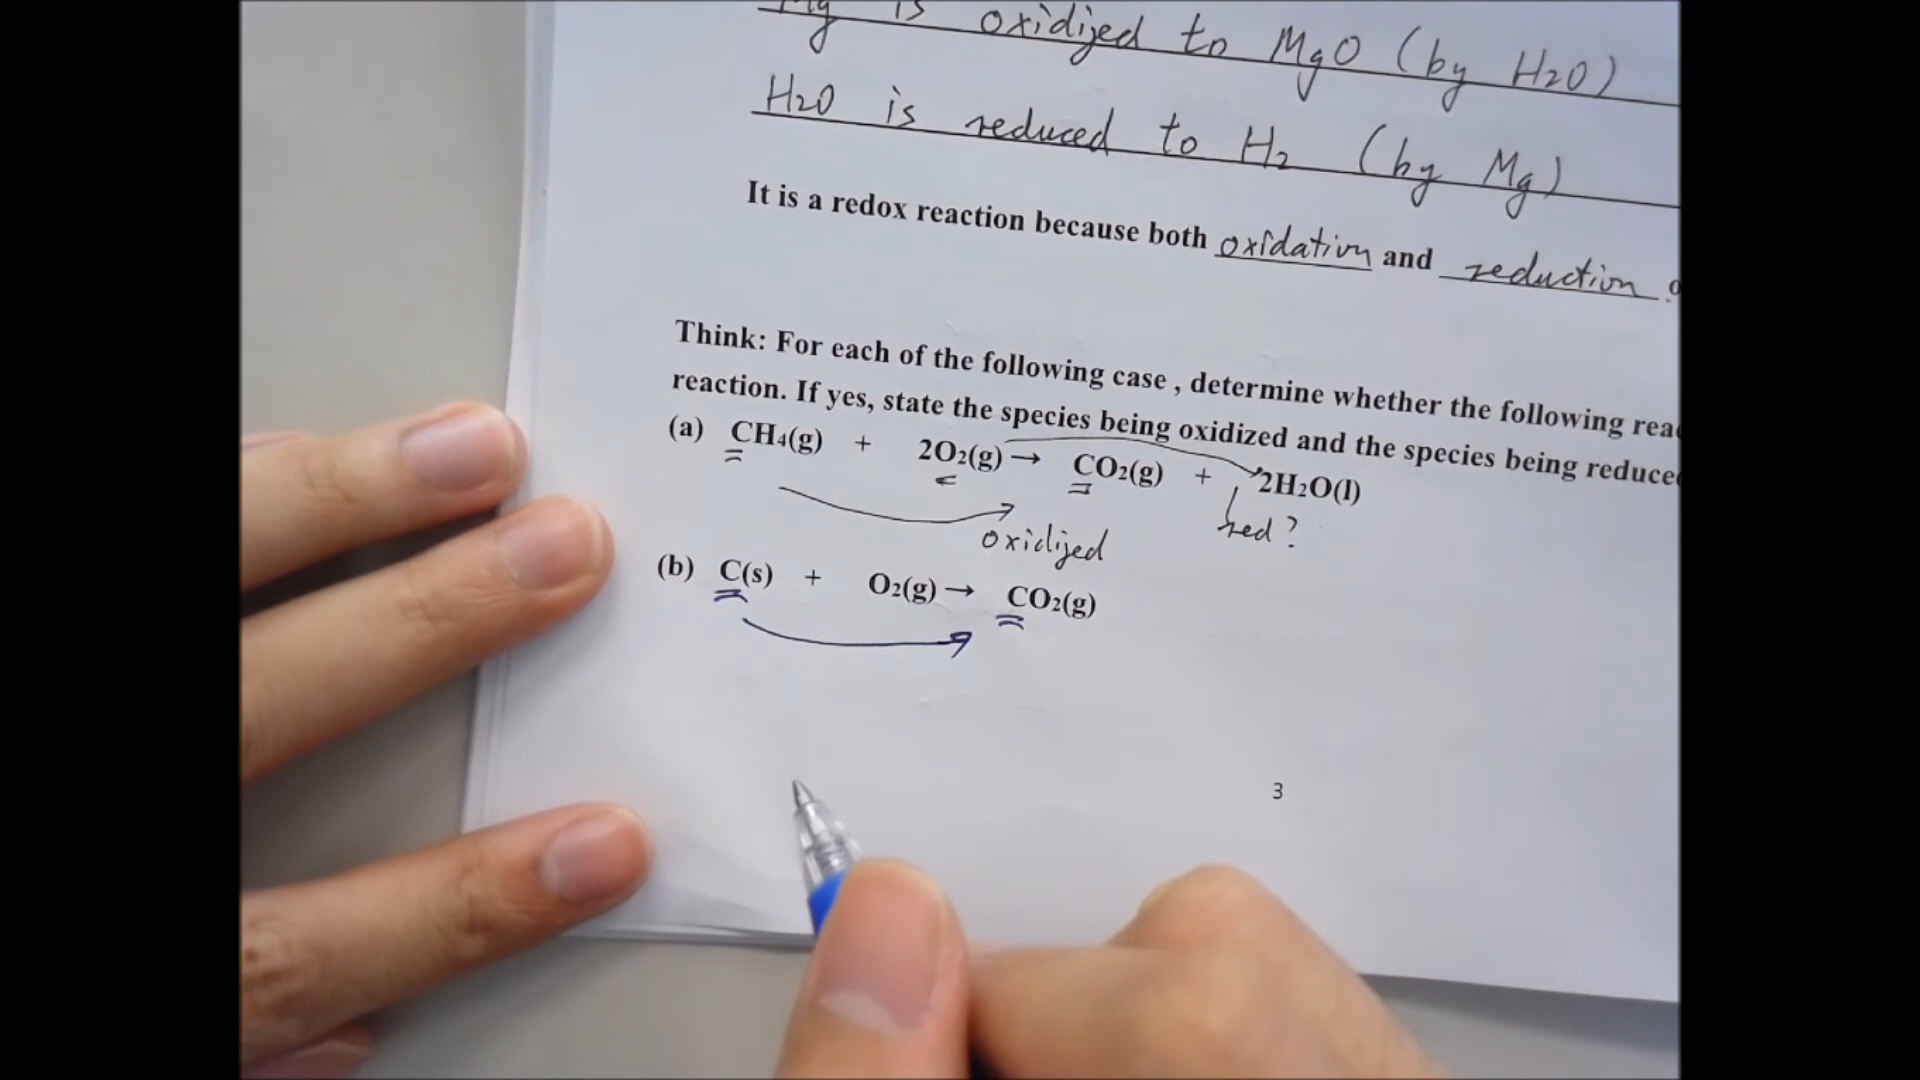 Mg is oxidized to MgO (by H2O)
H2O is reduced to H2 (by Mg)
It is a redox reaction because both oxidation and reduction
Think: For each of the following case , determine whether the following
reaction. If yes, state the species being oxidized and the species being
(a) CH4(g) + 2O2(g) → CO2(g) + 2H2O(l)
oxidized red?
(b) C(s) + O2(g) → CO2(g)
3